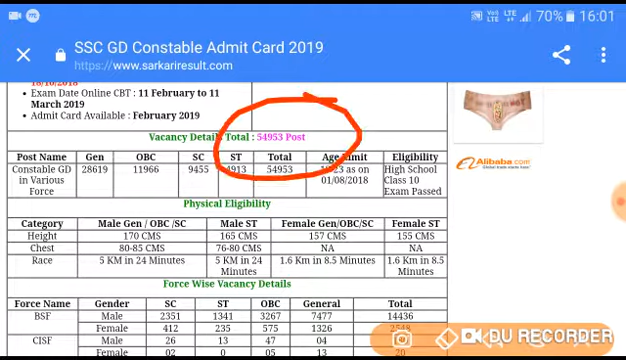 70% 16:01
SSC GD Constable Admit Card 2019
https://www.sarkariresult.com
18/10/2018
• Exam Date Online CBT : 11 February to 11
March 2019
• Admit Card Available : February 2019
Vacancy Details Total : 54953 Post
Post Name Gen OBC SC ST Total Age Limit Eligibility
Constable GD 28619 11966 9455 4913 54953 23 as on High School
in Various 01/08/2018 Class 10
Force Exam Passed
Physical Eligibility
Category Male Gen / OBC /SC Male ST Female Gen/OBC/SC Female ST
Height 170 CMS 165 CMS 157 CMS 155 CMS
Chest 80-85 CMS 76-80 CMS NA NA
Race 5 KM in 24 Minutes 5 KM in 24 1.6 Km in 8.5 Minutes 1.6 Km in 8.5
Minutes Minutes
Force Wise Vacancy Details
Force Name Gender SC ST OBC General Total
BSF Male 2351 1341 3267 7477 14436
Female 412 235 575 1326 2548
CISF Male 26 13 47 04
Female 02 0 05 13 20
Alibaba.com
DU RECORDER